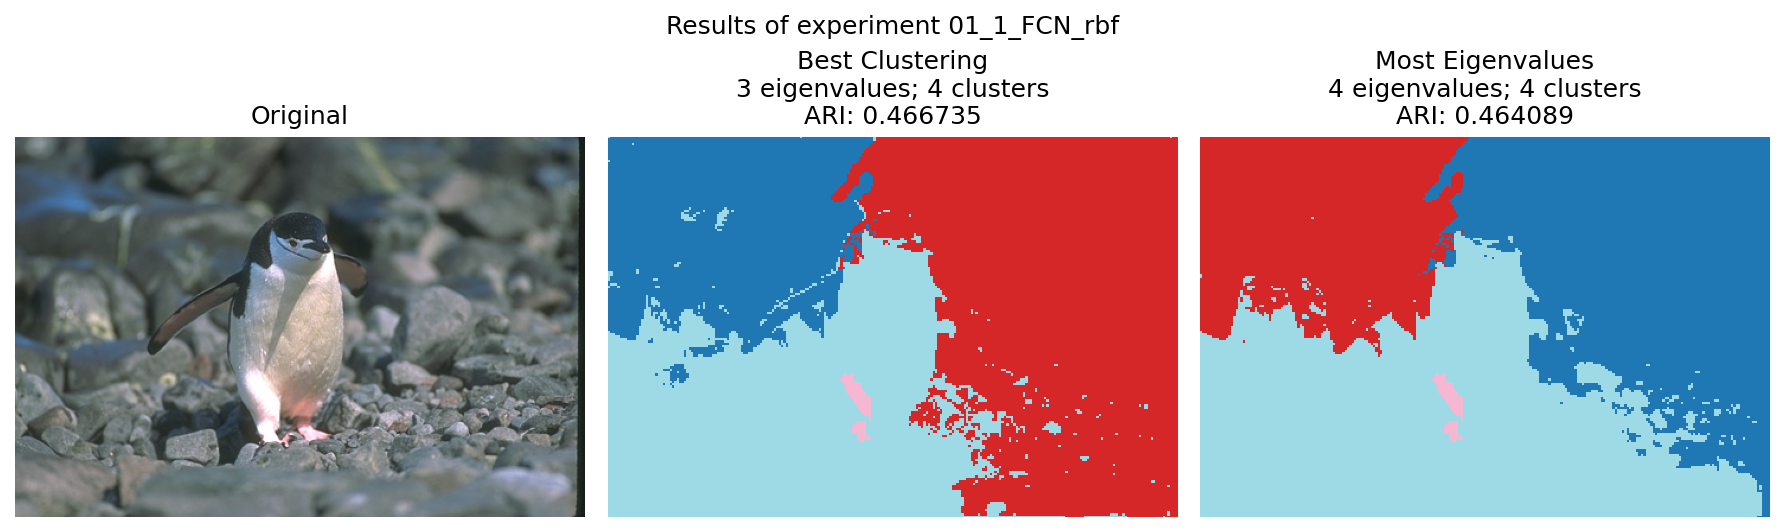 Results of experiment 01_1_FCN_rbf
Original
Best Clustering
3 eigenvalues; 4 clusters
ARI: 0.466735
Most Eigenvalues
4 eigenvalues; 4 clusters
ARI: 0.464089